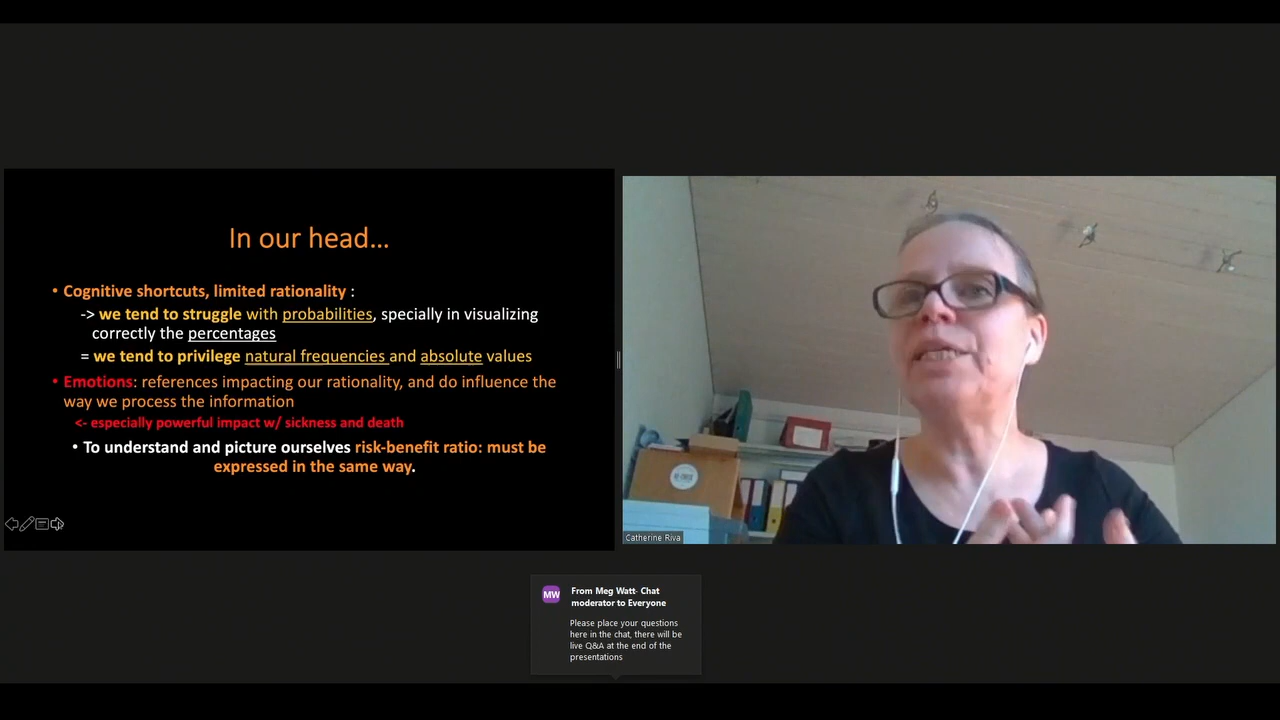 In our head...
• Cognitive shortcuts, limited rationality :
-> we tend to struggle with probabilities, specially in visualizing
correctly the percentages
= we tend to privilege natural frequencies and absolute values
• Emotions: references impacting our rationality, and do influence the
way we process the information
<- especially powerful impact w/ sickness and death
• To understand and picture ourselves risk-benefit ratio: must be
expressed in the same way.
Catherine Riva
MW
From Meg Watt- Chat
moderator to Everyone
Please place your questions
here in the chat, there will be
live Q&A at the end of the
presentations